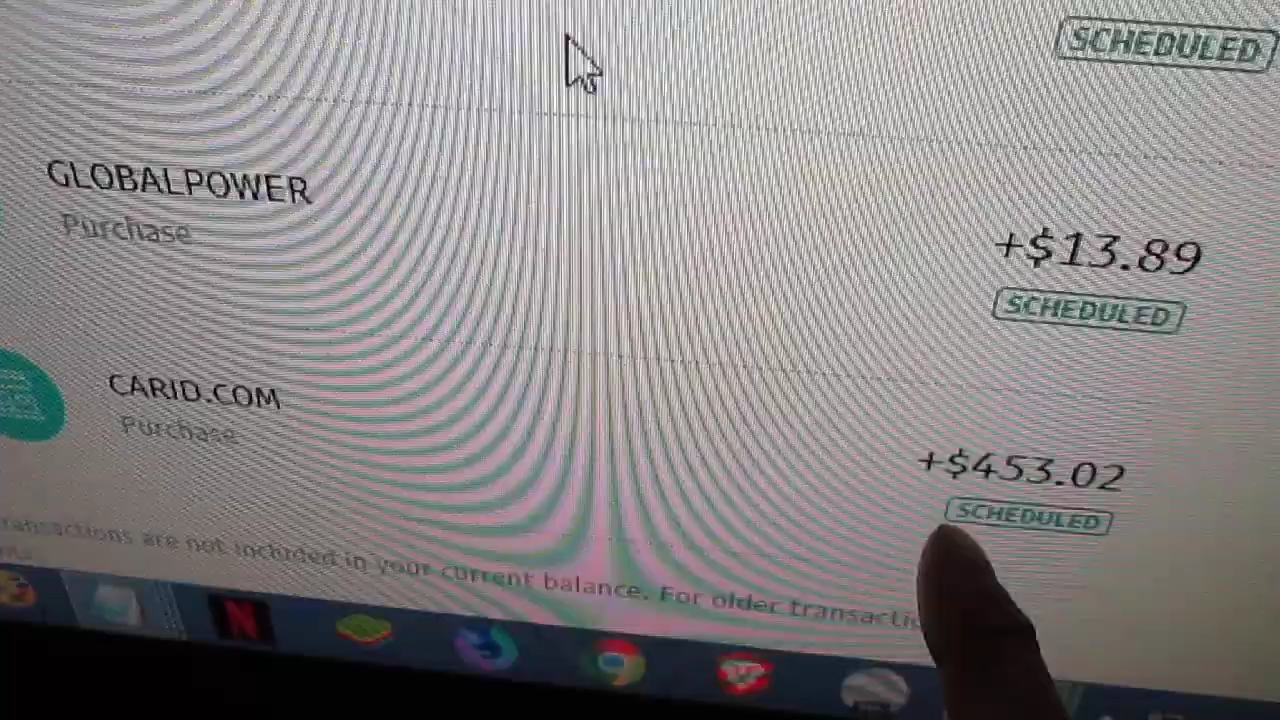 SCHEDULED
GLOBALPOWER
Purchase
+$13.89
SCHEDULED
CARID.COM
Purchase
+$453.02
SCHEDULED
transactions are not included in your current balance. For older
N